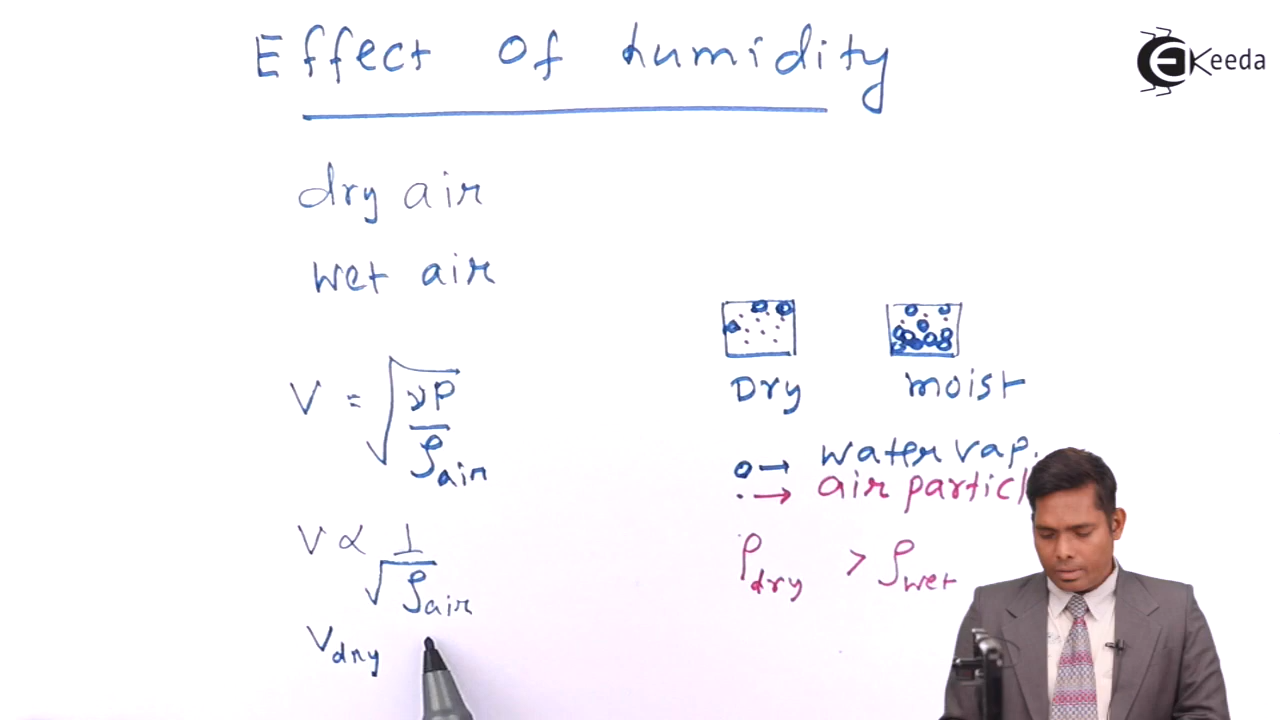 Effect Of humidity
EKeeda
dry air
wet air
V = √(γP / ρair)
V ∝ 1 / √ρair
Vdry
Dry
moist
o → water vap.
· → air particl
ρdry > ρwet